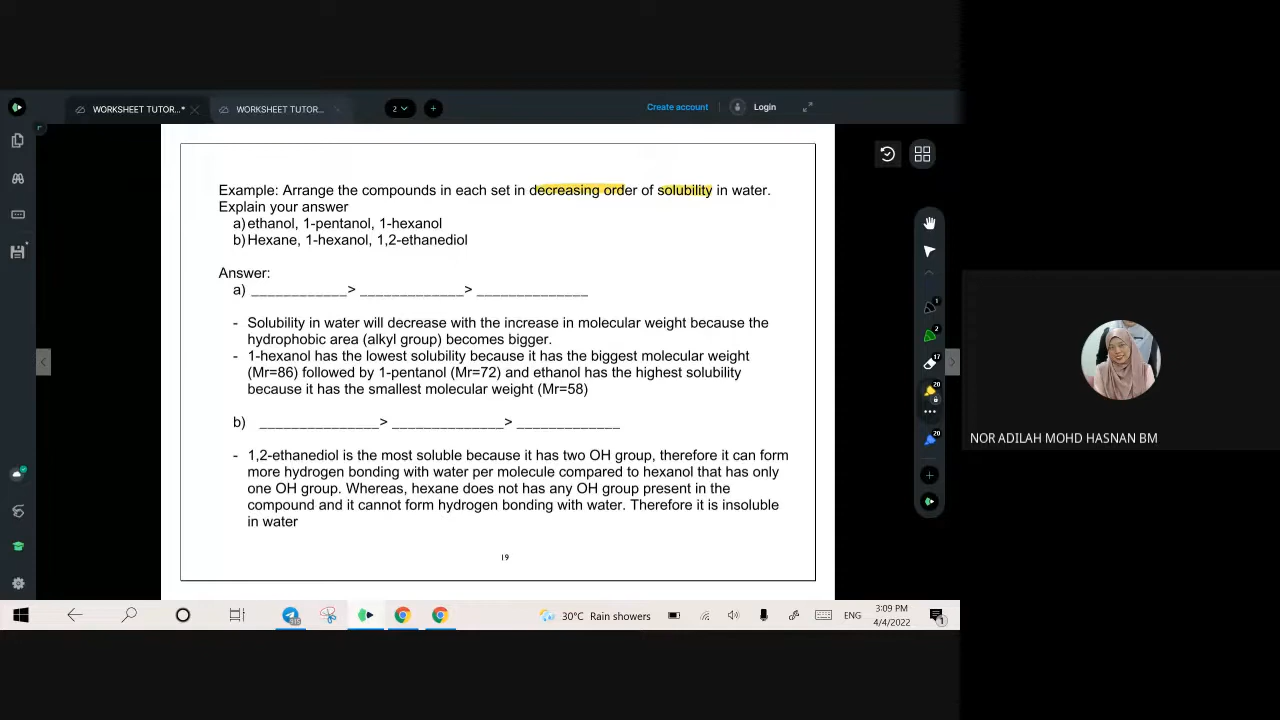 WORKSHEET TUTOR...*
WORKSHEET TUTOR...
2
Create account
Login
Example: Arrange the compounds in each set in decreasing order of solubility in water.
Explain your answer
a) ethanol, 1-pentanol, 1-hexanol
b) Hexane, 1-hexanol, 1,2-ethanediol
Answer:
a) ____________> _____________> ______________
- Solubility in water will decrease with the increase in molecular weight because the
hydrophobic area (alkyl group) becomes bigger.
- 1-hexanol has the lowest solubility because it has the biggest molecular weight
(Mr=86) followed by 1-pentanol (Mr=72) and ethanol has the highest solubility
because it has the smallest molecular weight (Mr=58)
b) _______________> ______________> _____________
- 1,2-ethanediol is the most soluble because it has two OH group, therefore it can form
more hydrogen bonding with water per molecule compared to hexanol that has only
one OH group. Whereas, hexane does not has any OH group present in the
compound and it cannot form hydrogen bonding with water. Therefore it is insoluble
in water
19
1
2
17
20
20
NOR ADILAH MOHD HASNAN BM
30°C Rain showers
ENG
3:09 PM
4/4/2022
1